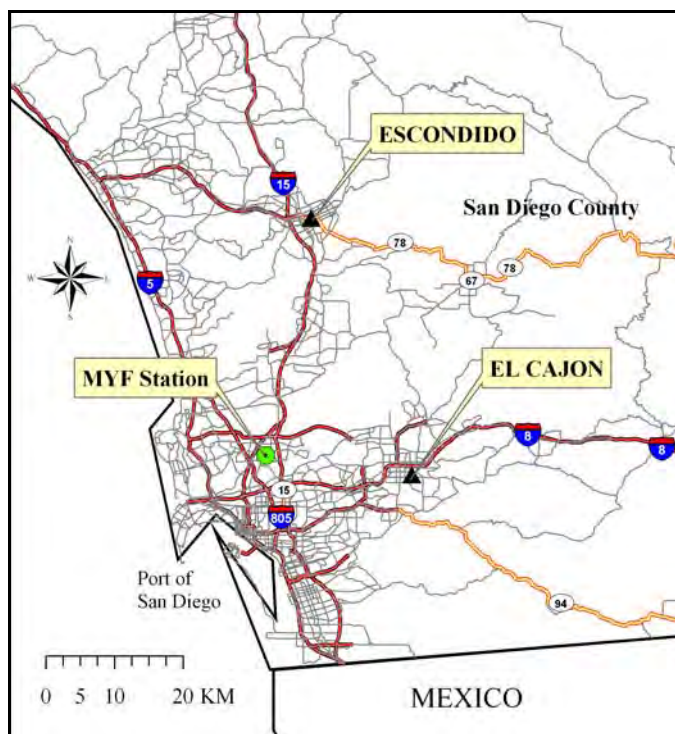 ESCONDIDO
15
San Diego County
N
W
E
S
78
78
67
5
MYF Station
EL CAJON
8
8
15
805
Port of
San Diego
94
0 5 10 20 KM
MEXICO